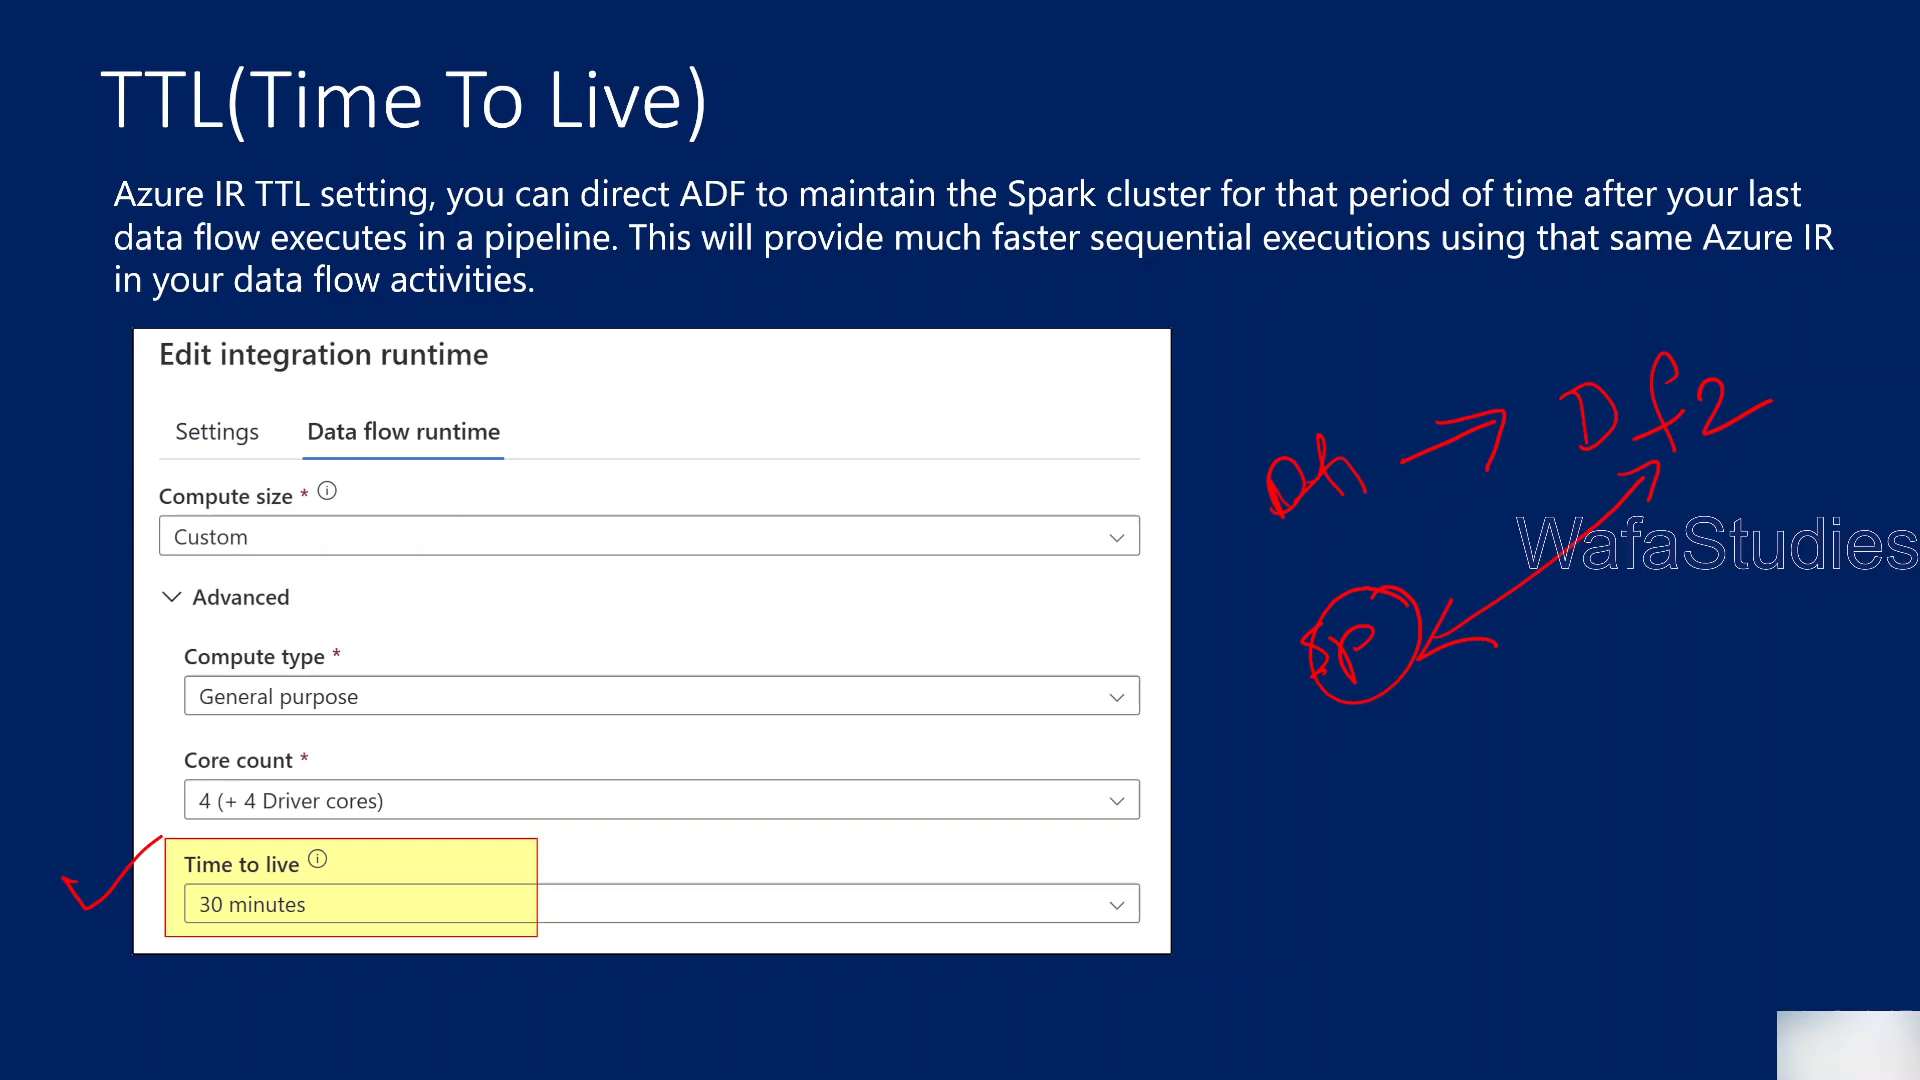 TTL(Time To Live)
Azure IR TTL setting, you can direct ADF to maintain the Spark cluster for that period of time after your last
data flow executes in a pipeline. This will provide much faster sequential executions using that same Azure IR
in your data flow activities.
Edit integration runtime
Settings Data flow runtime
Compute size *
Custom
Advanced
Compute type *
General purpose
Core count *
4 (+ 4 Driver cores)
Time to live
30 minutes
Df2
WafaStudies
SP